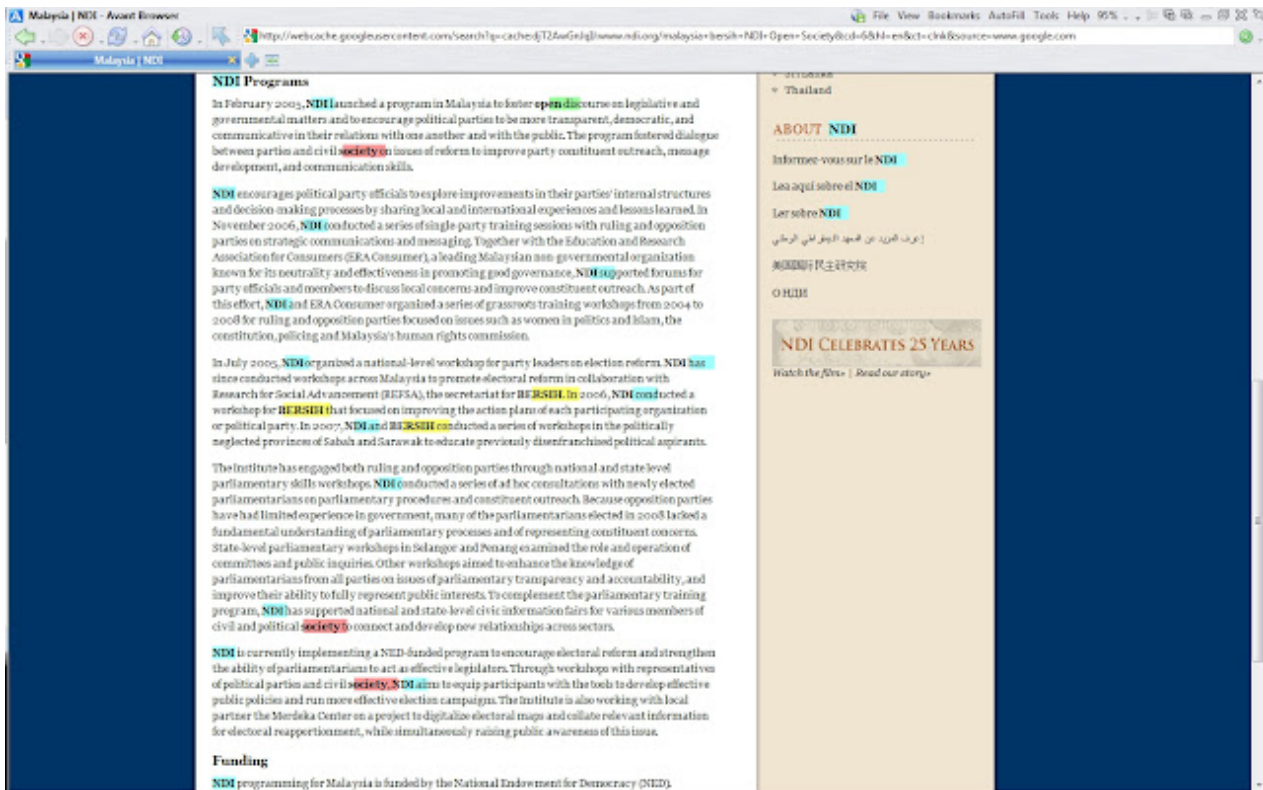 Malaysia | NDI - Avant Browser
File View Bookmarks AutoFill Tools Help 95%
Malaysia | NDI
NDI Programs
In February 2005, NDI launched a program in Malaysia to foster open discourse on legislative and
governmental matters and to encourage political parties to be more transparent, democratic, and
communicative in their relations with one another and with the public. The program fostered dialogue
between parties and civil society on issues of reform to improve party constituent outreach, message
development, and communication skills.
NDI encourages political party officials to explore improvements in their parties' internal structures
and decision-making processes by sharing local and international experiences and lessons learned. In
November 2006, NDI conducted a series of single-party training sessions with ruling and opposition
parties on strategic communications and messaging. Together with the Education and Research
Association for Consumers (ERA Consumer), a leading Malaysian non-governmental organization
known for its neutrality and effectiveness in promoting good governance, NDI supported forums for
party officials and members to discuss local concerns and improve constituent outreach. As part of
this effort, NDI and ERA Consumer organized a series of grassroots training workshops from 2004 to
2008 for ruling and opposition parties focused on issues such as women in politics and Islam, the
constitution, policing and Malaysia's human rights commission.
In July 2005, NDI organized a national-level workshop for party leaders on election reform. NDI has
since conducted workshops across Malaysia to promote electoral reform in collaboration with
Research for Social Advancement (REFSA), the secretariat for BERSIH. In 2006, NDI conducted a
workshop for BERSIH that focused on improving the action plans of each participating organization
or political party. In 2007, NDI and BERSIH conducted a series of workshops in the politically
neglected provinces of Sabah and Sarawak to educate previously disenfranchised political aspirants.
The Institute has engaged both ruling and opposition parties through national and state level
parliamentary skills workshops. NDI conducted a series of ad hoc consultations with newly elected
parliamentarians on parliamentary procedures and constituent outreach. Because opposition parties
have had limited experience in government, many of the parliamentarians elected in 2008 lacked a
fundamental understanding of parliamentary processes and of representing constituent concerns.
State-level parliamentary workshops in Selangor and Penang examined the role and operation of
committees and public inquiries. Other workshops aimed to enhance the knowledge of
parliamentarians from all parties on issues of parliamentary transparency and accountability, and
improve their ability to fully represent public interests. To complement the parliamentary training
program, NDI has supported national and state-level civic information fairs for various members of
civil and political society to connect and develop new relationships across sectors.
NDI is currently implementing a NED-funded program to encourage electoral reform and strengthen
the ability of parliamentarians to act as effective legislators. Through workshops with representatives
of political parties and civil society, NDI aims to equip participants with the tools to develop effective
public policies and run more effective election campaigns. The Institute is also working with local
partner the Merdeka Center on a project to digitalize electoral maps and collate relevant information
for electoral reapportionment, while simultaneously raising public awareness of this issue.
Funding
NDI programming for Malaysia is funded by the National Endowment for Democracy (NED).
Thailand
ABOUT NDI
Informez-vous sur le NDI
Lea aquí sobre el NDI
Ler sobre NDI
إعرف المزيد عن المعهد الديمقراطي الوطني
美国国际民主研究院
О НДИ
NDI CELEBRATES 25 YEARS
Watch the film» | Read our story»